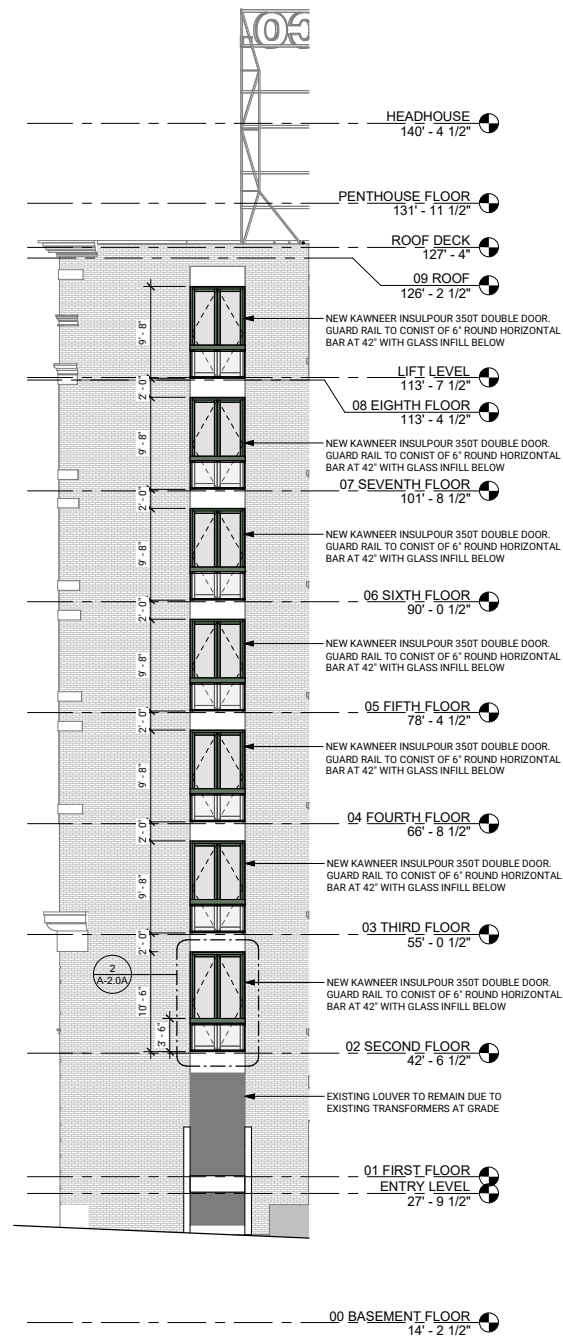 CO
HEADHOUSE
140' - 4 1/2"
PENTHOUSE FLOOR
131' - 11 1/2"
ROOF DECK
127' - 4"
09 ROOF
126' - 2 1/2"
NEW KAWNEER INSULPOUR 350T DOUBLE DOOR.
GUARD RAIL TO CONIST OF 6" ROUND HORIZONTAL
BAR AT 42" WITH GLASS INFILL BELOW
9' - 8"
LIFT LEVEL
113' - 7 1/2"
2' - 0"
08 EIGHTH FLOOR
113' - 4 1/2"
NEW KAWNEER INSULPOUR 350T DOUBLE DOOR.
GUARD RAIL TO CONIST OF 6" ROUND HORIZONTAL
BAR AT 42" WITH GLASS INFILL BELOW
9' - 8"
07 SEVENTH FLOOR
101' - 8 1/2"
2' - 0"
NEW KAWNEER INSULPOUR 350T DOUBLE DOOR.
GUARD RAIL TO CONIST OF 6" ROUND HORIZONTAL
BAR AT 42" WITH GLASS INFILL BELOW
9' - 8"
06 SIXTH FLOOR
90' - 0 1/2"
2' - 0"
NEW KAWNEER INSULPOUR 350T DOUBLE DOOR.
GUARD RAIL TO CONIST OF 6" ROUND HORIZONTAL
BAR AT 42" WITH GLASS INFILL BELOW
9' - 8"
05 FIFTH FLOOR
78' - 4 1/2"
2' - 0"
NEW KAWNEER INSULPOUR 350T DOUBLE DOOR.
GUARD RAIL TO CONIST OF 6" ROUND HORIZONTAL
BAR AT 42" WITH GLASS INFILL BELOW
9' - 8"
04 FOURTH FLOOR
66' - 8 1/2"
2' - 0"
NEW KAWNEER INSULPOUR 350T DOUBLE DOOR.
GUARD RAIL TO CONIST OF 6" ROUND HORIZONTAL
BAR AT 42" WITH GLASS INFILL BELOW
9' - 8"
03 THIRD FLOOR
55' - 0 1/2"
2' - 0"
2
A-2.0A
NEW KAWNEER INSULPOUR 350T DOUBLE DOOR.
GUARD RAIL TO CONIST OF 6" ROUND HORIZONTAL
BAR AT 42" WITH GLASS INFILL BELOW
10' - 6"
3' - 6"
02 SECOND FLOOR
42' - 6 1/2"
EXISTING LOUVER TO REMAIN DUE TO
EXISTING TRANSFORMERS AT GRADE
01 FIRST FLOOR
ENTRY LEVEL
27' - 9 1/2"
00 BASEMENT FLOOR
14' - 2 1/2"